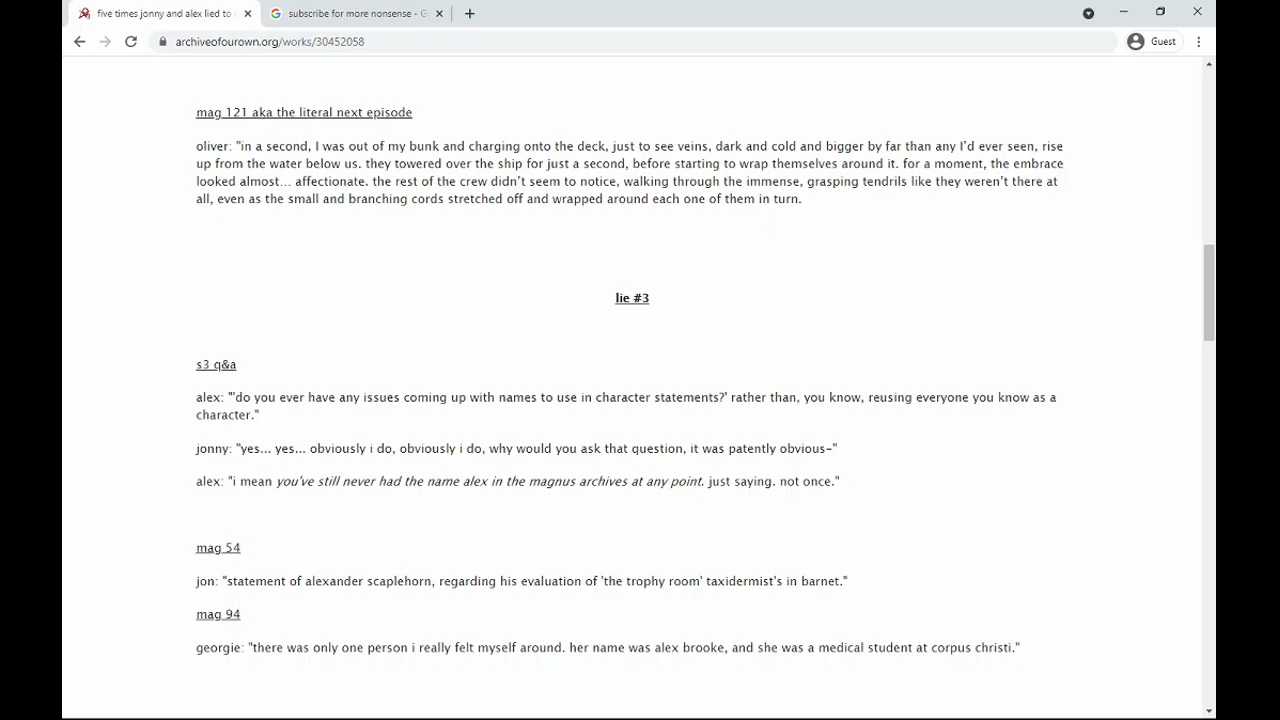 five times jonny and alex lied to
subscribe for more nonsense - G
archiveofourown.org/works/30452058
Guest
mag 121 aka the literal next episode
oliver: "in a second, I was out of my bunk and charging onto the deck, just to see veins, dark and cold and bigger by far than any I'd ever seen, rise
up from the water below us. they towered over the ship for just a second, before starting to wrap themselves around it. for a moment, the embrace
looked almost... affectionate. the rest of the crew didn't seem to notice, walking through the immense, grasping tendrils like they weren't there at
all, even as the small and branching cords stretched off and wrapped around each one of them in turn.
lie #3
s3 q&a
alex: "'do you ever have any issues coming up with names to use in character statements?' rather than, you know, reusing everyone you know as a
character."
jonny: "yes... yes... obviously i do, obviously i do, why would you ask that question, it was patently obvious–"
alex: "i mean you've still never had the name alex in the magnus archives at any point. just saying. not once."
mag 54
jon: "statement of alexander scaplehorn, regarding his evaluation of 'the trophy room' taxidermist's in barnet."
mag 94
georgie: "there was only one person i really felt myself around. her name was alex brooke, and she was a medical student at corpus christi."